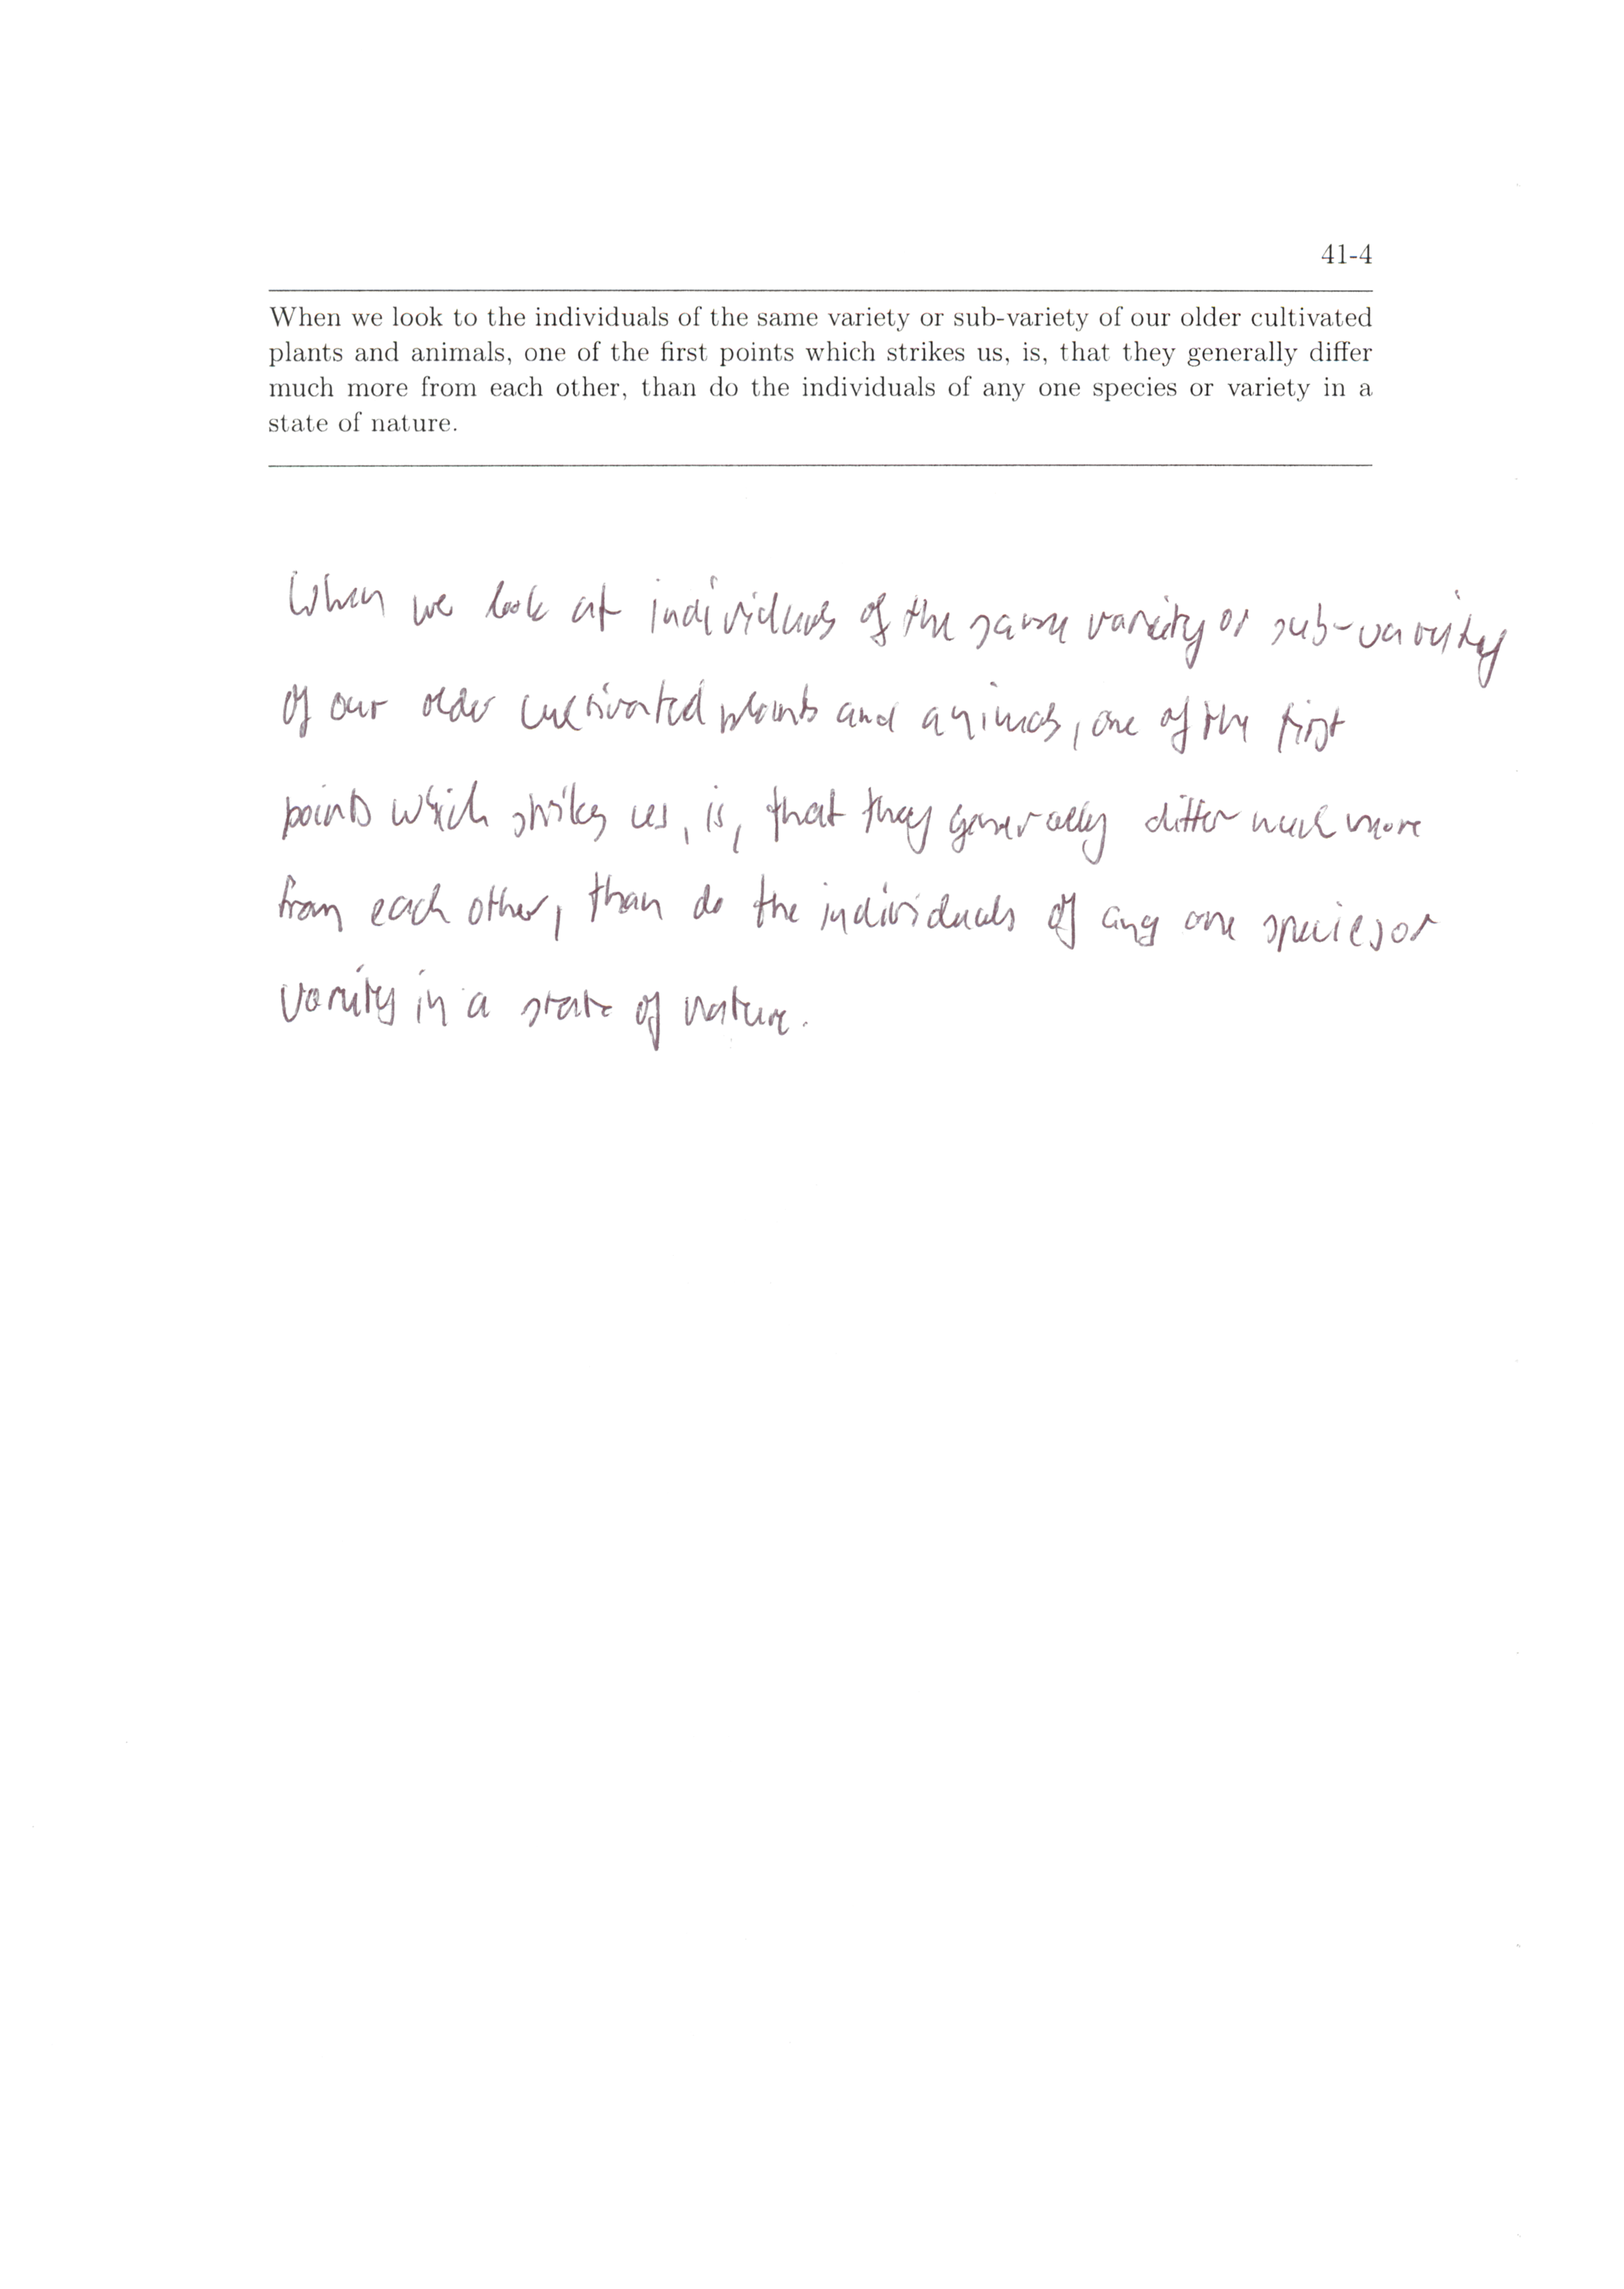 41-4
When we look to the individuals of the same variety or sub-variety of our older cultivated
plants and animals, one of the first points which strikes us, is, that they generally differ
much more from each other, than do the individuals of any one species or variety in a
state of nature.
When we look at individuals of the same variety or sub-variety
of our older cultivated plants and animals, one of the first
points which strikes us, is, that they generally differ much more
from each other, than do the individuals of any one species or
varity in a state of nature.